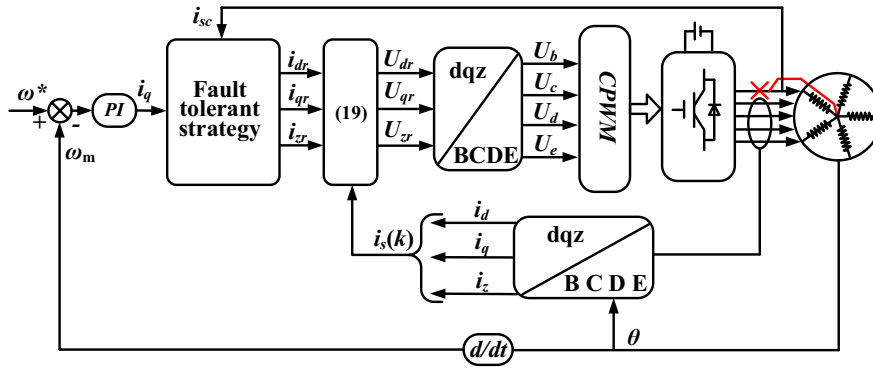 i_sc
ω*
+
-
ω_m
PI
i_q
Fault
tolerant
strategy
i_dr
i_qr
i_zr
(19)
U_dr
U_qr
U_zr
dqz
BCDE
U_b
U_c
U_d
U_e
CPWM
i_s(k)
i_d
i_q
i_z
dqz
B C D E
θ
d/dt